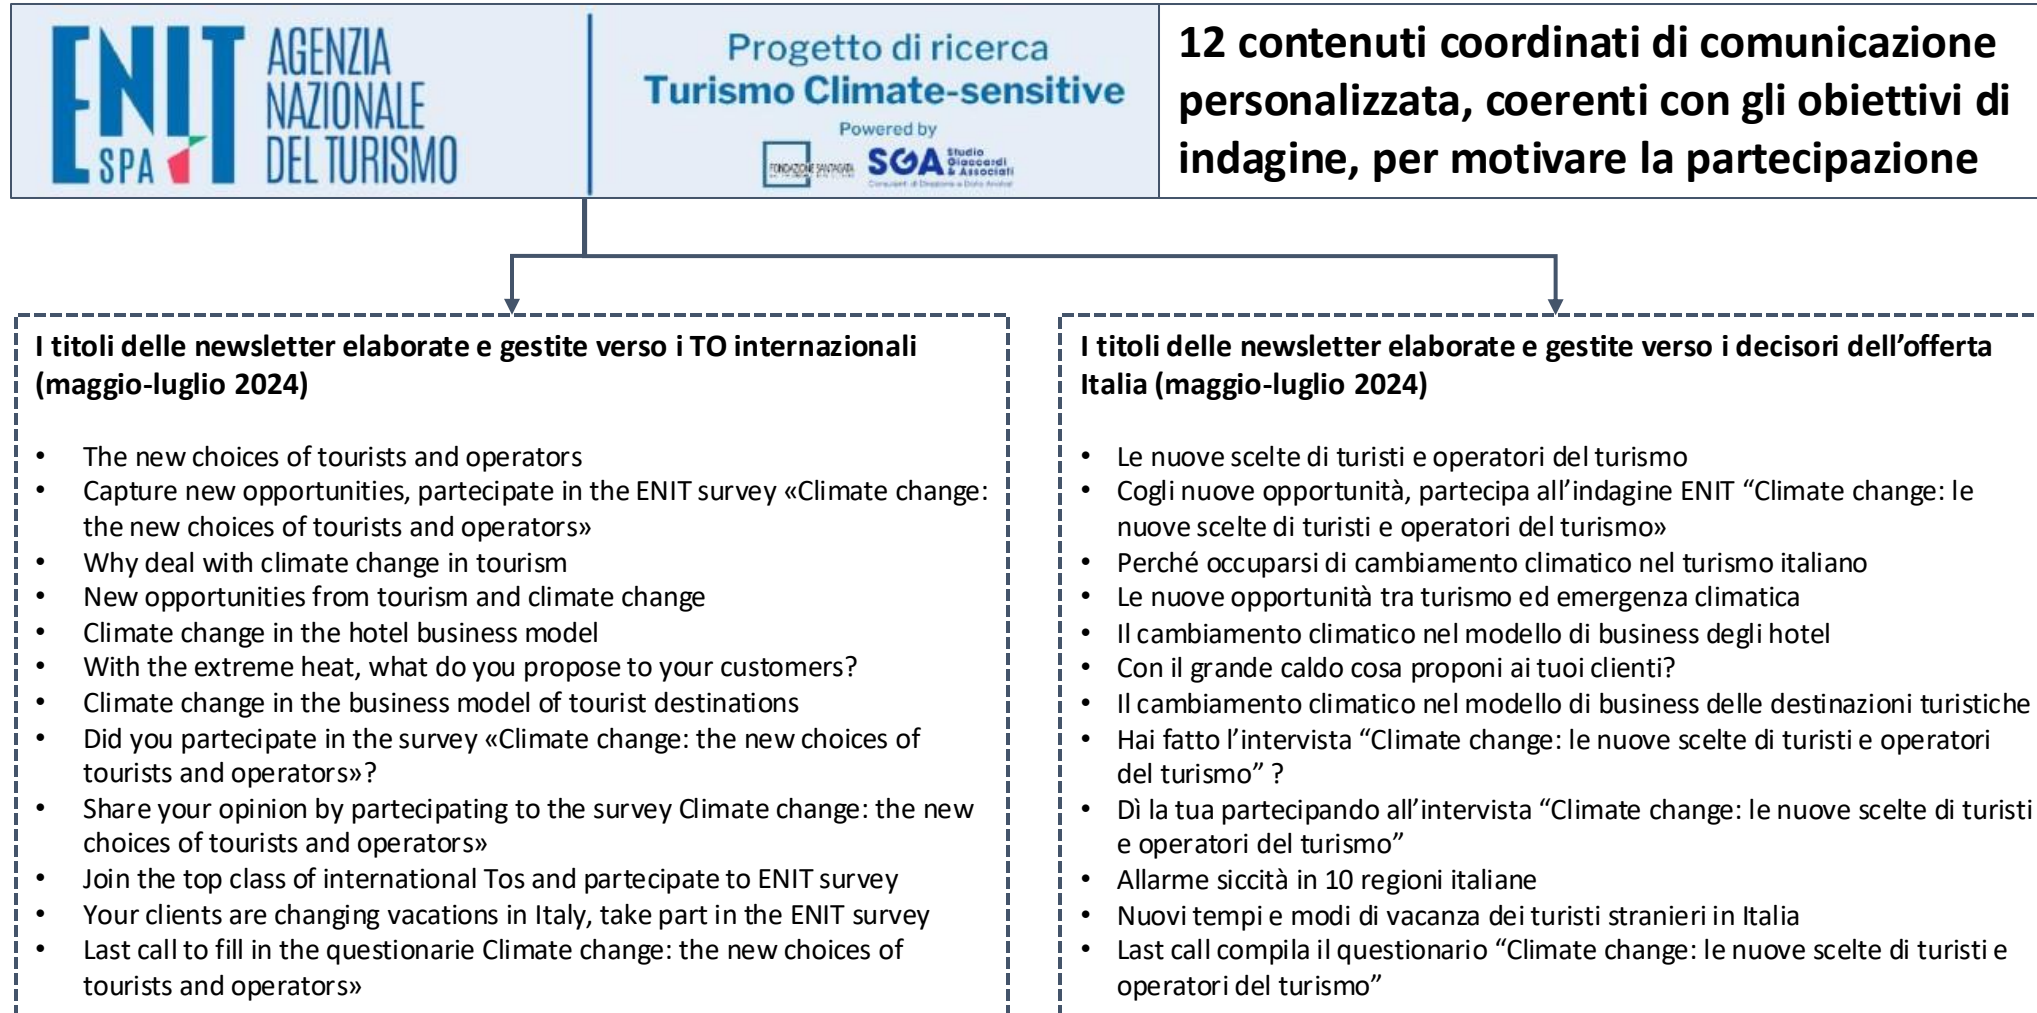 ENIT
SPA
AGENZIA
NAZIONALE
DEL TURISMO
Progetto di ricerca
Turismo Climate-sensitive
Powered by
FONDAZIONE SANTAGATA
SGA Studio
Giaccardi
& Associati
Consulenti di Direzione e Data Analyst
12 contenuti coordinati di comunicazione
personalizzata, coerenti con gli obiettivi di
indagine, per motivare la partecipazione
I titoli delle newsletter elaborate e gestite verso i TO internazionali
(maggio-luglio 2024)
• The new choices of tourists and operators
• Capture new opportunities, partecipate in the ENIT survey «Climate change:
the new choices of tourists and operators»
• Why deal with climate change in tourism
• New opportunities from tourism and climate change
• Climate change in the hotel business model
• With the extreme heat, what do you propose to your customers?
• Climate change in the business model of tourist destinations
• Did you partecipate in the survey «Climate change: the new choices of
tourists and operators»?
• Share your opinion by partecipating to the survey Climate change: the new
choices of tourists and operators»
• Join the top class of international Tos and partecipate to ENIT survey
• Your clients are changing vacations in Italy, take part in the ENIT survey
• Last call to fill in the questionarie Climate change: the new choices of
tourists and operators»
I titoli delle newsletter elaborate e gestite verso i decisori dell’offerta
Italia (maggio-luglio 2024)
• Le nuove scelte di turisti e operatori del turismo
• Cogli nuove opportunità, partecipa all’indagine ENIT “Climate change: le
nuove scelte di turisti e operatori del turismo»
• Perché occuparsi di cambiamento climatico nel turismo italiano
• Le nuove opportunità tra turismo ed emergenza climatica
• Il cambiamento climatico nel modello di business degli hotel
• Con il grande caldo cosa proponi ai tuoi clienti?
• Il cambiamento climatico nel modello di business delle destinazioni turistiche
• Hai fatto l’intervista “Climate change: le nuove scelte di turisti e operatori
del turismo” ?
• Dì la tua partecipando all’intervista “Climate change: le nuove scelte di turisti
e operatori del turismo”
• Allarme siccità in 10 regioni italiane
• Nuovi tempi e modi di vacanza dei turisti stranieri in Italia
• Last call compila il questionario “Climate change: le nuove scelte di turisti e
operatori del turismo”